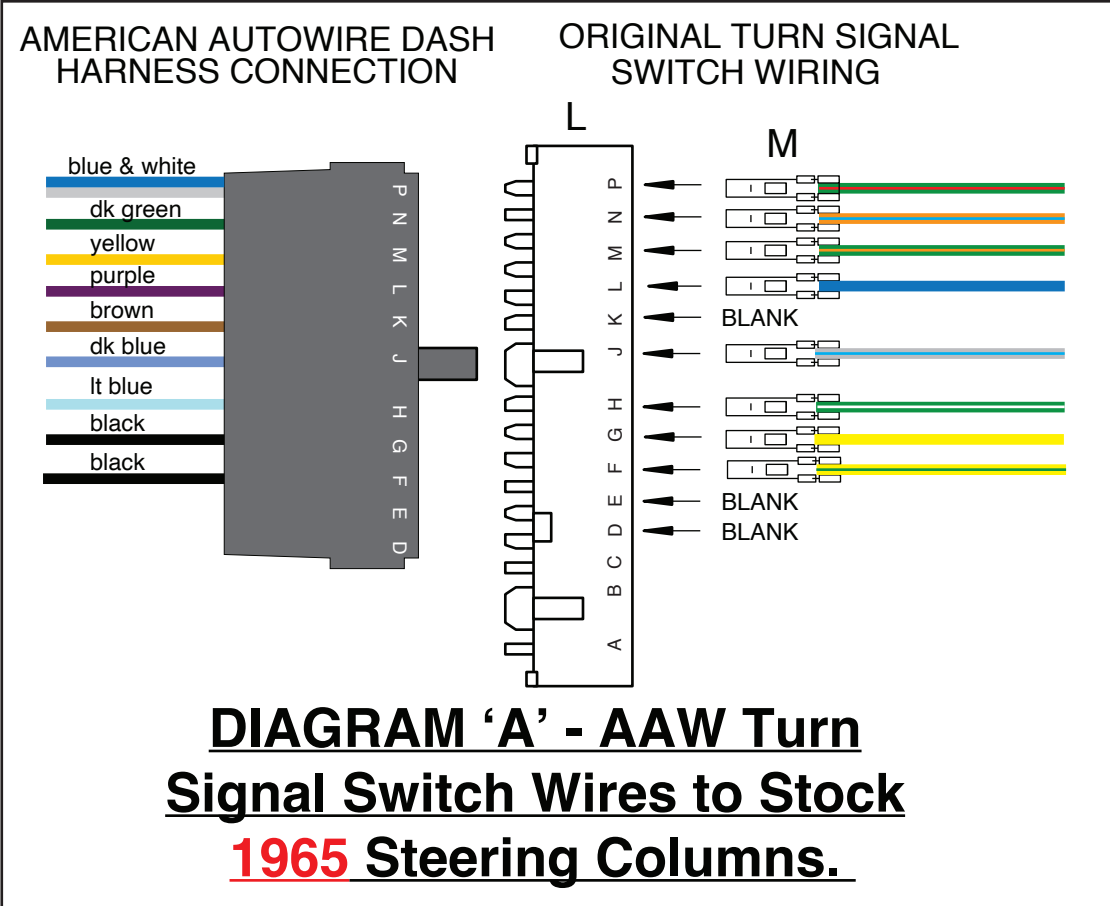 AMERICAN AUTOWIRE DASH
HARNESS CONNECTION
blue & white
dk green
yellow
purple
brown
dk blue
lt blue
black
black
P
N
M
L
K
J
H
G
F
E
D
ORIGINAL TURN SIGNAL
SWITCH WIRING
L
M
P
N
M
L
K
BLANK
J
H
G
F
E
BLANK
D
BLANK
C
B
A
DIAGRAM ‘A’ - AAW Turn
Signal Switch Wires to Stock
1965 Steering Columns.